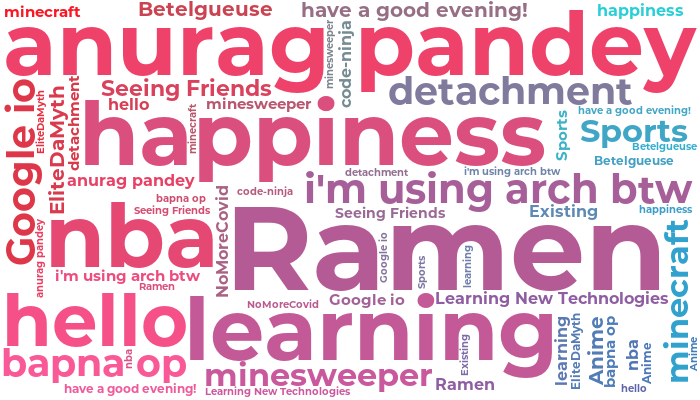 minecraft
Betelgueuse
have a good evening!
happiness
anurag pandey
minesweeper
code-ninja
Google io
EliteDaMyth
EliteDaMyth
detachment
Seeing Friends
detachment
hello
minesweeper
minecraft
happiness
have a good evening!
Sports
Sports
Betelgueuse
Betelgueuse
anurag pandey
detachment
i'm using arch btw
code-ninja
i'm using arch btw
bapna op
Seeing Friends
NoMoreCovid
Seeing Friends
Existing
happiness
anurag pandey
nba
Ramen
Google io
Sports
learning
minecraft
i'm using arch btw
Ramen
NoMoreCovid
Google io
Learning New Technologies
hello
learning
bapna op
nba
Existing
learning
EliteDaMyth
Anime
bapna op
nba
Anime
Anime
minesweeper
Ramen
have a good evening!
Learning New Technologies
hello